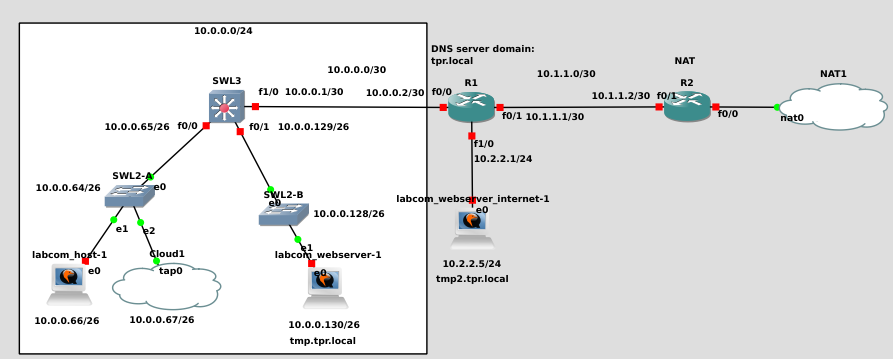 10.0.0.0/24
DNS server domain:
tpr.local
NAT
10.0.0.0/30
10.1.1.0/30
NAT1
SWL3
R1
R2
f1/0
10.0.0.1/30
10.0.0.2/30
f0/0
10.1.1.2/30
f0/1
f0/1
10.1.1.1/30
f0/0
nat0
10.0.0.65/26
f0/0
f0/1
10.0.0.129/26
f1/0
10.2.2.1/24
10.0.0.64/26
SWL2-A
e0
SWL2-B
e0
10.0.0.128/26
labcom_webserver_internet-1
e0
e1
e2
e1
labcom_host-1
e0
Cloud1
tap0
labcom_webserver-1
e0
10.2.2.5/24
tmp2.tpr.local
10.0.0.66/26
10.0.0.67/26
10.0.0.130/26
tmp.tpr.local